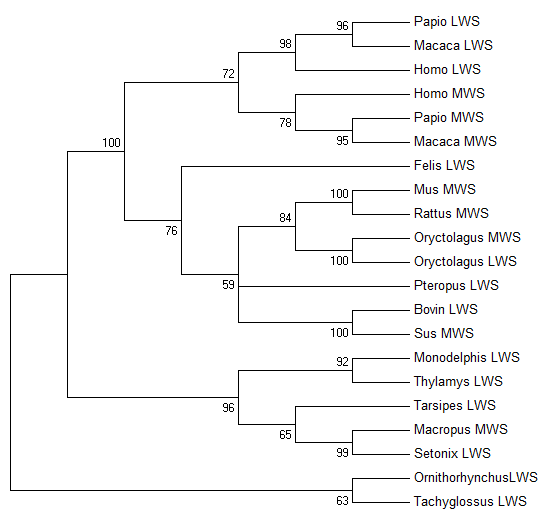 Papio LWS
96
Macaca LWS
98
Homo LWS
72
Homo MWS
Papio MWS
78
95
Macaca MWS
100
Felis LWS
Mus MWS
100
Rattus MWS
84
76
Oryctolagus MWS
100
Oryctolagus LWS
59
Pteropus LWS
Bovin LWS
100
Sus MWS
Monodelphis LWS
92
Thylamys LWS
96
Tarsipes LWS
65
Macropus MWS
99
Setonix LWS
OrnithorhynchusLWS
63
Tachyglossus LWS